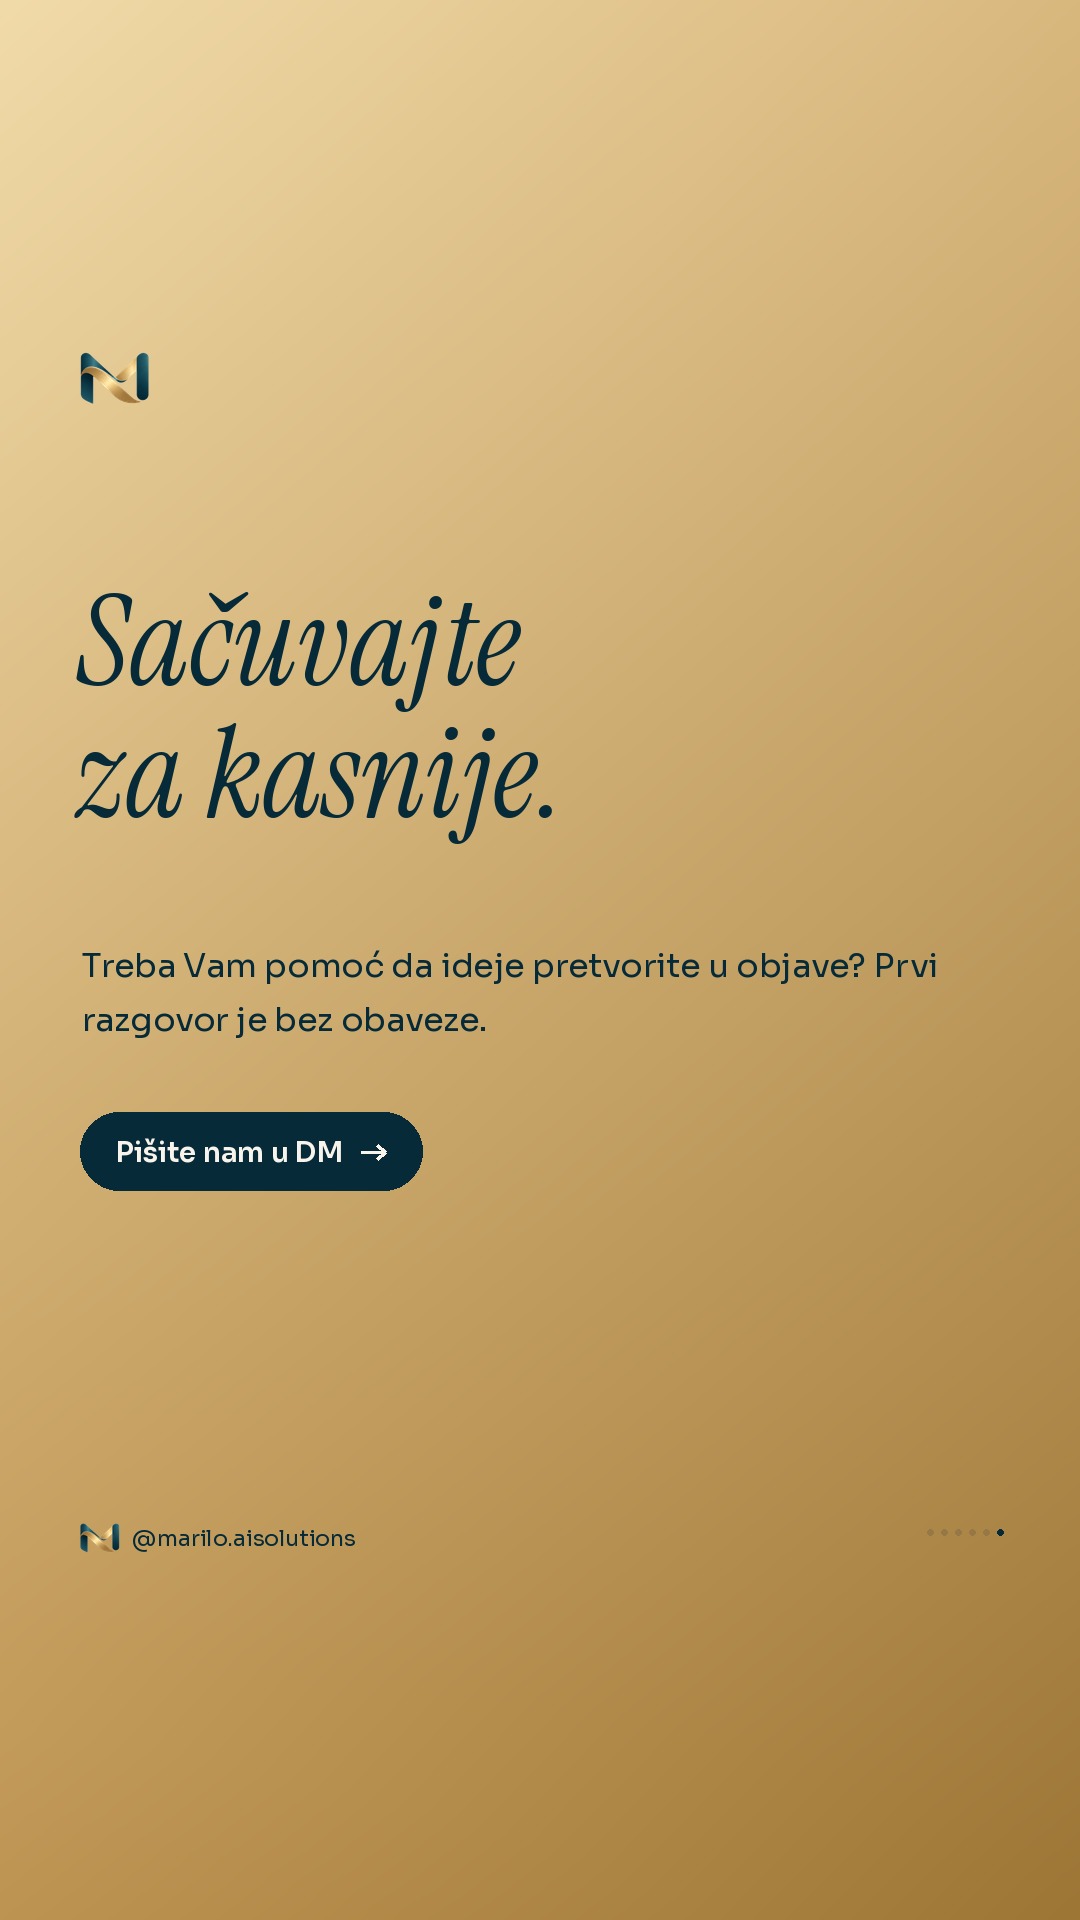 Sačuvajte
za kasnije.
Treba Vam pomoć da ideje pretvorite u objave? Prvi
razgovor je bez obaveze.
Pišite nam u DM →
@marilo.aisolutions